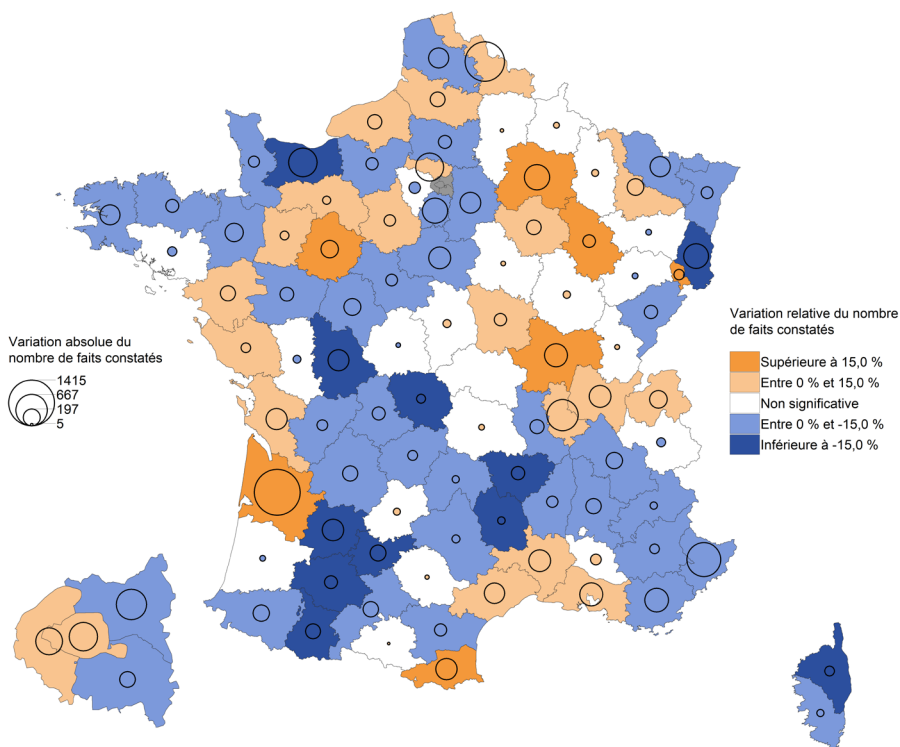 Variation absolue du
nombre de faits constatés
1415
667
197
5
Variation relative du nombre
de faits constatés
Supérieure à 15,0 %
Entre 0 % et 15,0 %
Non significative
Entre 0 % et -15,0 %
Inférieure à -15,0 %